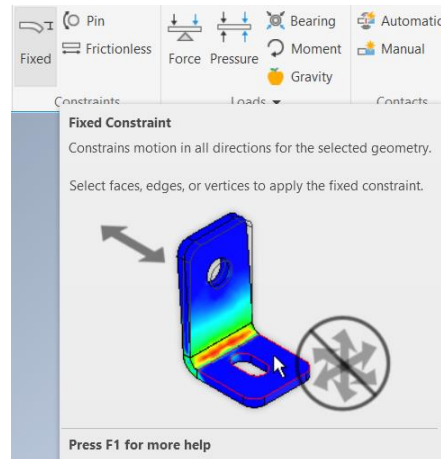 Pin
Bearing
Automatic
Fixed
Frictionless
Force
Pressure
Moment
Manual
Gravity
Constraints
Loads
Contacts
Fixed Constraint
Constrains motion in all directions for the selected geometry.
Select faces, edges, or vertices to apply the fixed constraint.
Press F1 for more help